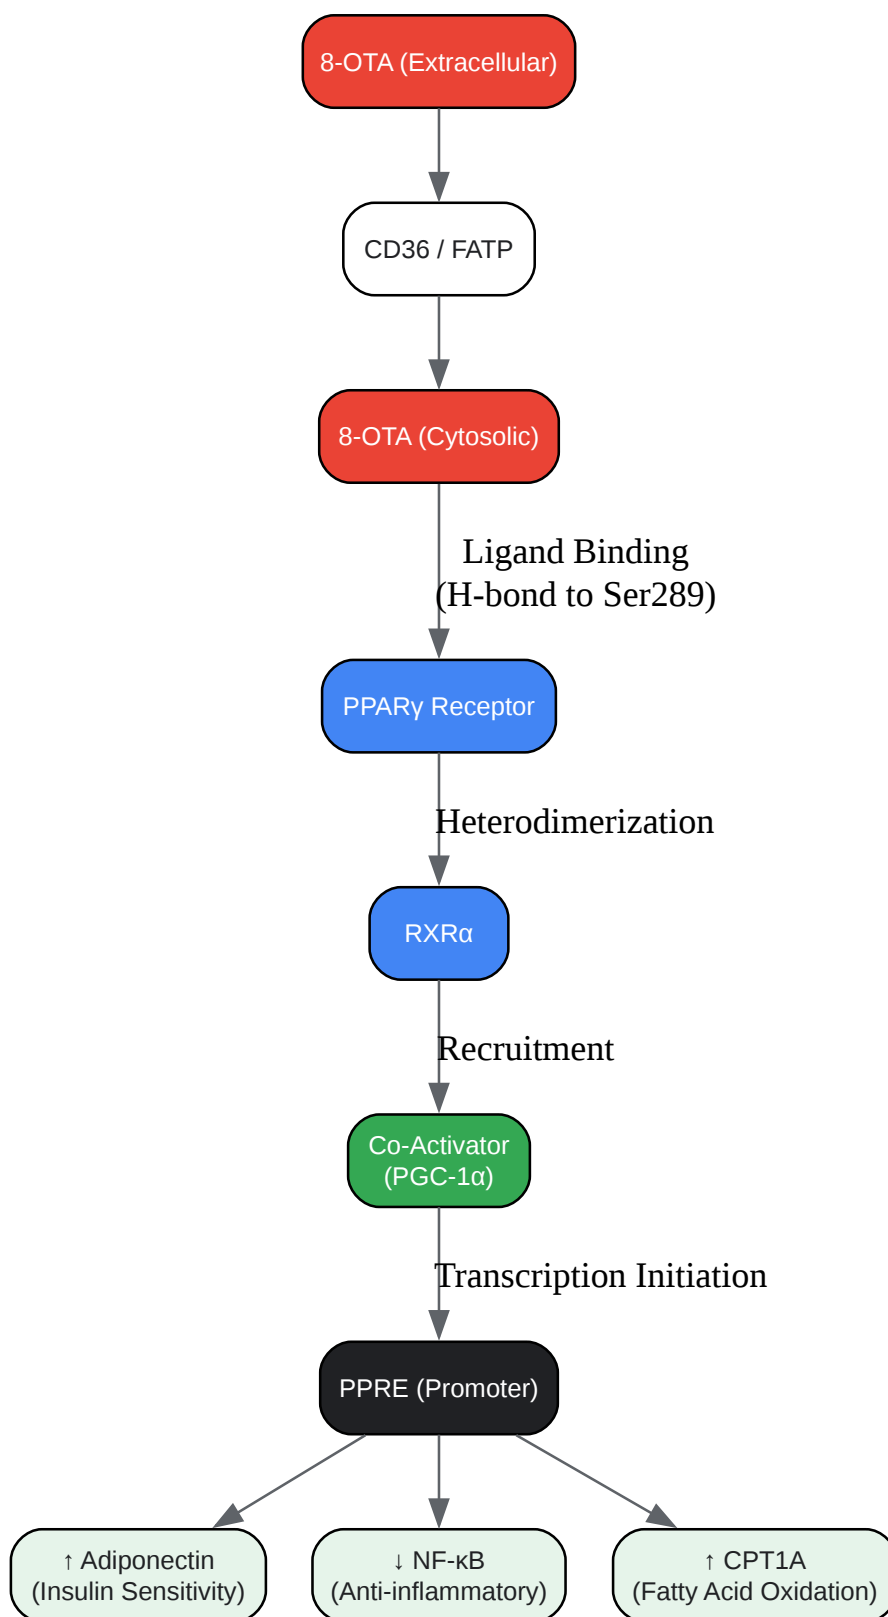 8-OTA (Extracellular)
CD36 / FATP
8-OTA (Cytosolic)
Ligand Binding
(H-bond to Ser289)
PPARγ Receptor
Heterodimerization
RXRα
Recruitment
Co-Activator
(PGC-1α)
Transcription Initiation
PPRE (Promoter)
↑ Adiponectin
(Insulin Sensitivity)
↓ NF-κB
(Anti-inflammatory)
↑ CPT1A
(Fatty Acid Oxidation)